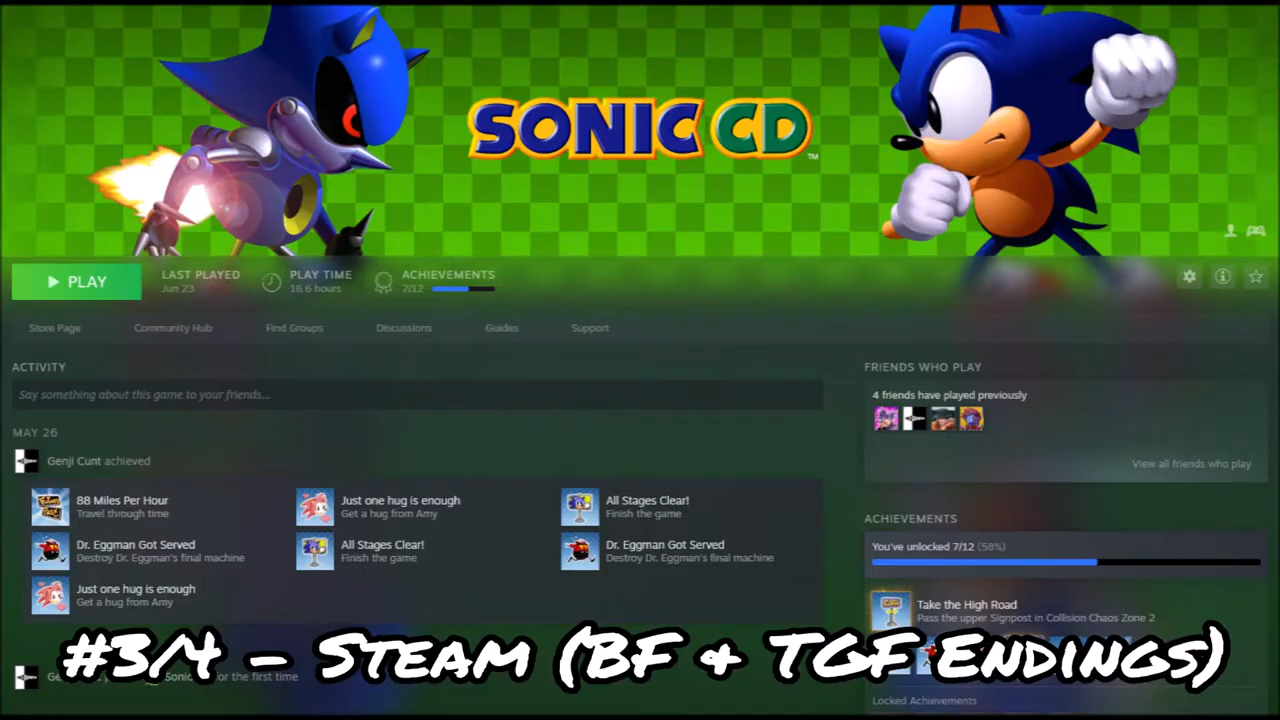 SONIC CD
TM
PLAY
LAST PLAYED
Jun 23
PLAY TIME
16.6 hours
ACHIEVEMENTS
7/12
Store Page
Community Hub
Find Groups
Discussions
Guides
Support
ACTIVITY
Say something about this game to your friends...
MAY 26
Genji Cunt achieved
88 Miles Per Hour
Travel through time
Just one hug is enough
Get a hug from Amy
All Stages Clear!
Finish the game
Dr. Eggman Got Served
Destroy Dr. Eggman's final machine
All Stages Clear!
Finish the game
Dr. Eggman Got Served
Destroy Dr. Eggman's final machine
Just one hug is enough
Get a hug from Amy
for the first time
FRIENDS WHO PLAY
4 friends have played previously
View all friends who play
ACHIEVEMENTS
You've unlocked 7/12 (58%)
Take the High Road
Pass the upper Signpost in Collision Chaos Zone 2
Locked Achievements
#3/4 - Steam (BF & TGF Endings)